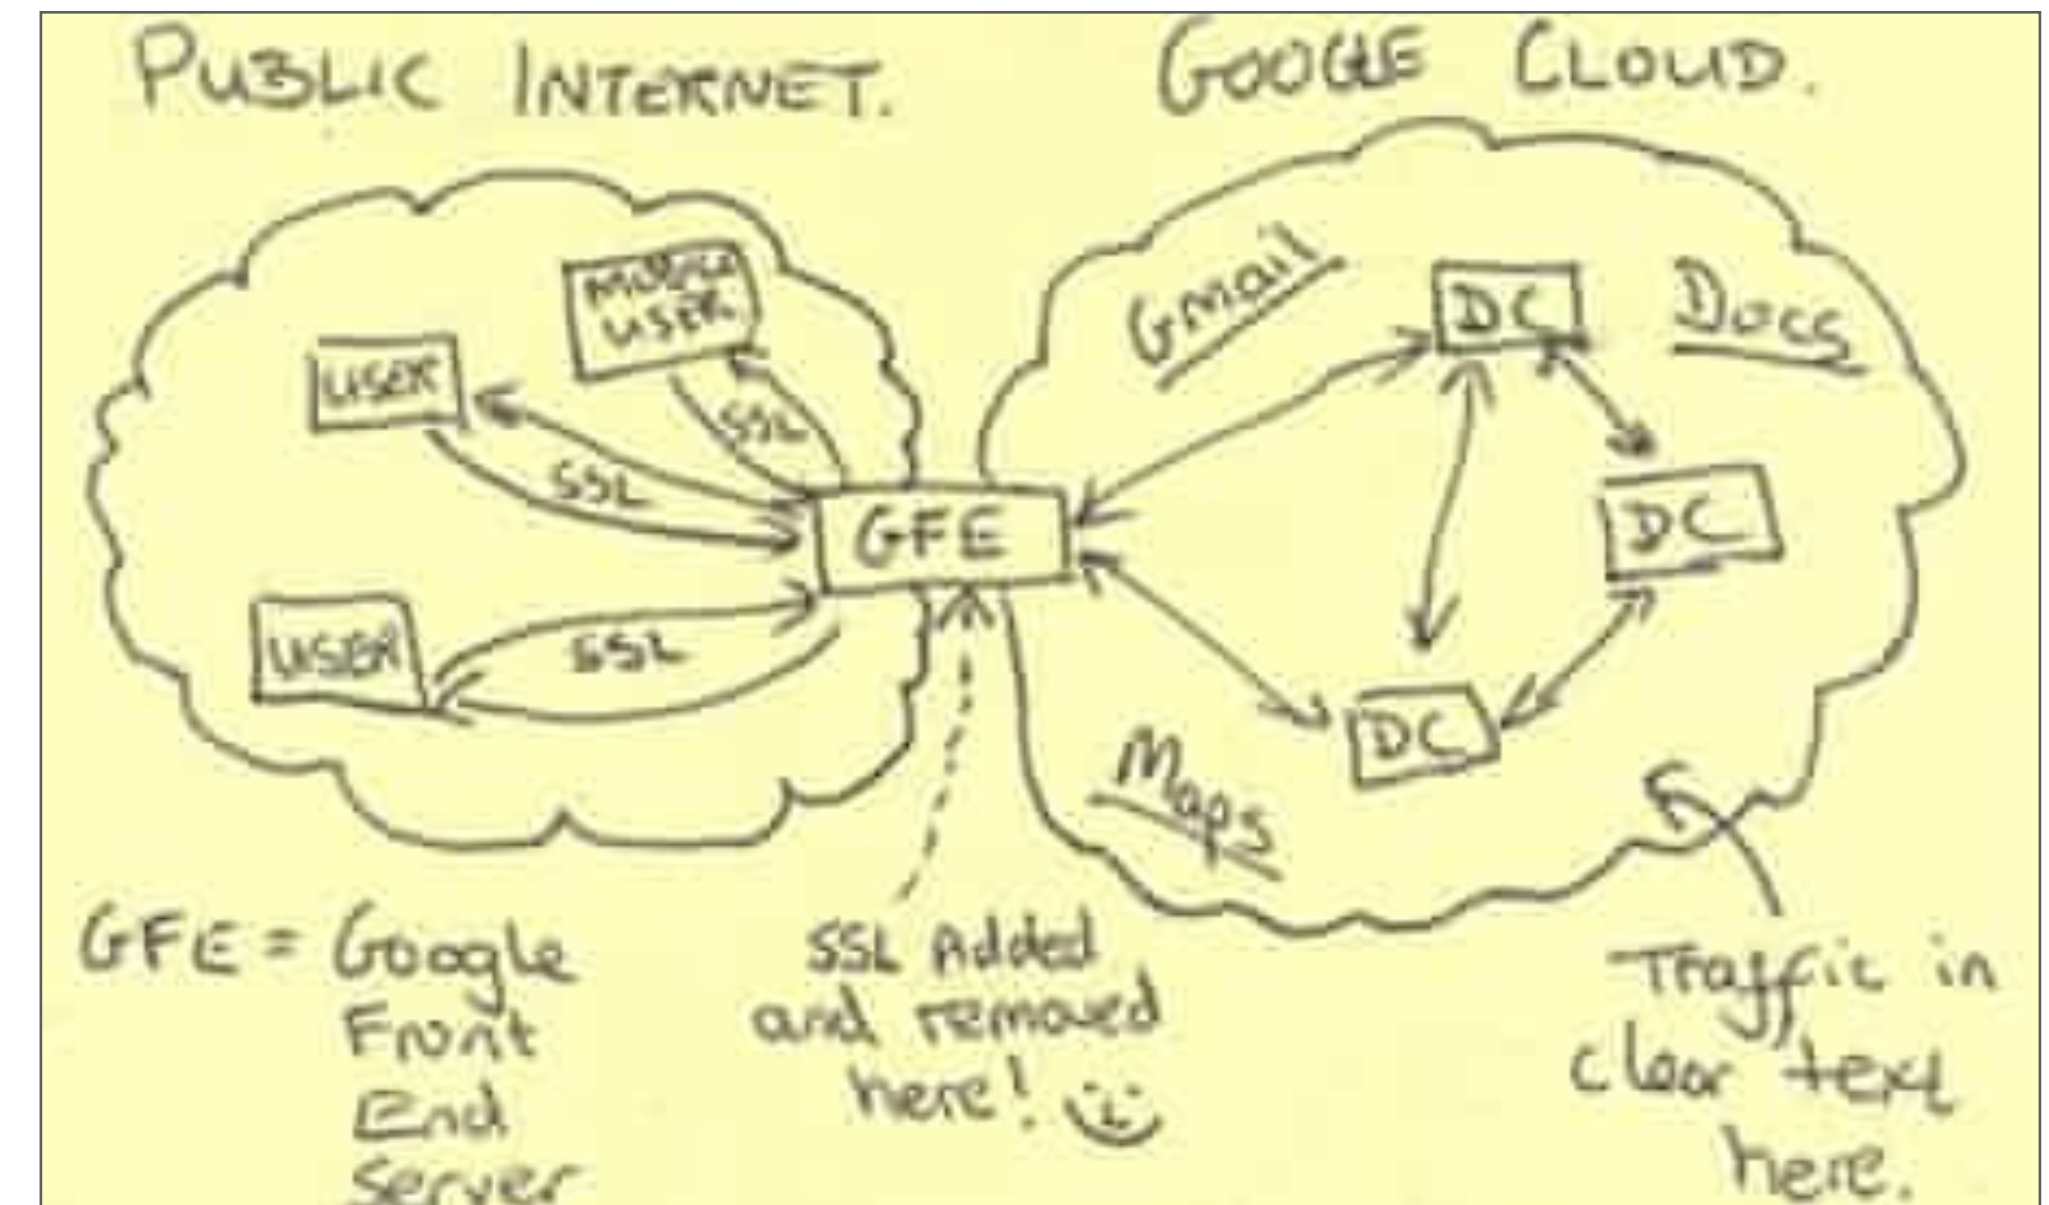 PUBLIC INTERNET.
GOOGLE CLOUD.
MOBILE
USER
USER
SSL
SSL
USER
SSL
GFE
Gmail
DC
Docs
DC
DC
Maps
GFE = Google
Front
End
Server
SSL Added
and removed
here!
Traffic in
clear text
here.